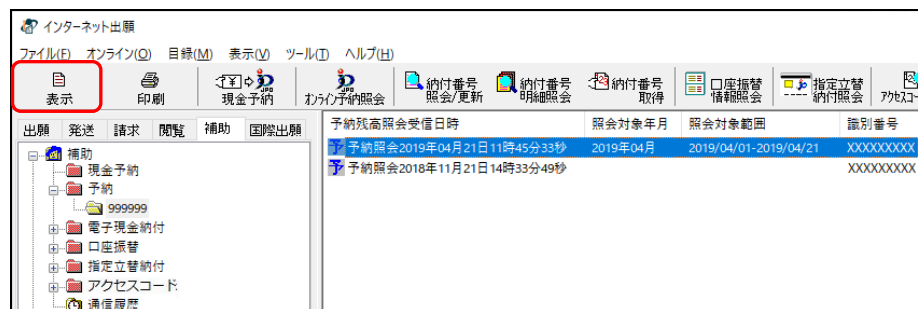 インターネット出願
ファイル(F) オンライン(O) 目録(M) 表示(V) ツール(T) ヘルプ(H)
表示 印刷 現金予納 オンライン予納照会 納付番号照会/更新 納付番号明細照会 納付番号取得 口座振替情報照会 指定立替納付照会 アクセスコー
出願 発送 請求 閲覧 補助 国際出願
予納残高照会受信日時 照会対象年月 照会対象範囲 識別番号
予納照会2019年04月21日11時45分33秒 2019年04月 2019/04/01-2019/04/21 XXXXXXXXX
予納照会2018年11月21日14時33分49秒 XXXXXXXXX
補助
現金予納
予納
999999
電子現金納付
口座振替
指定立替納付
アクセスコード
通信履歴